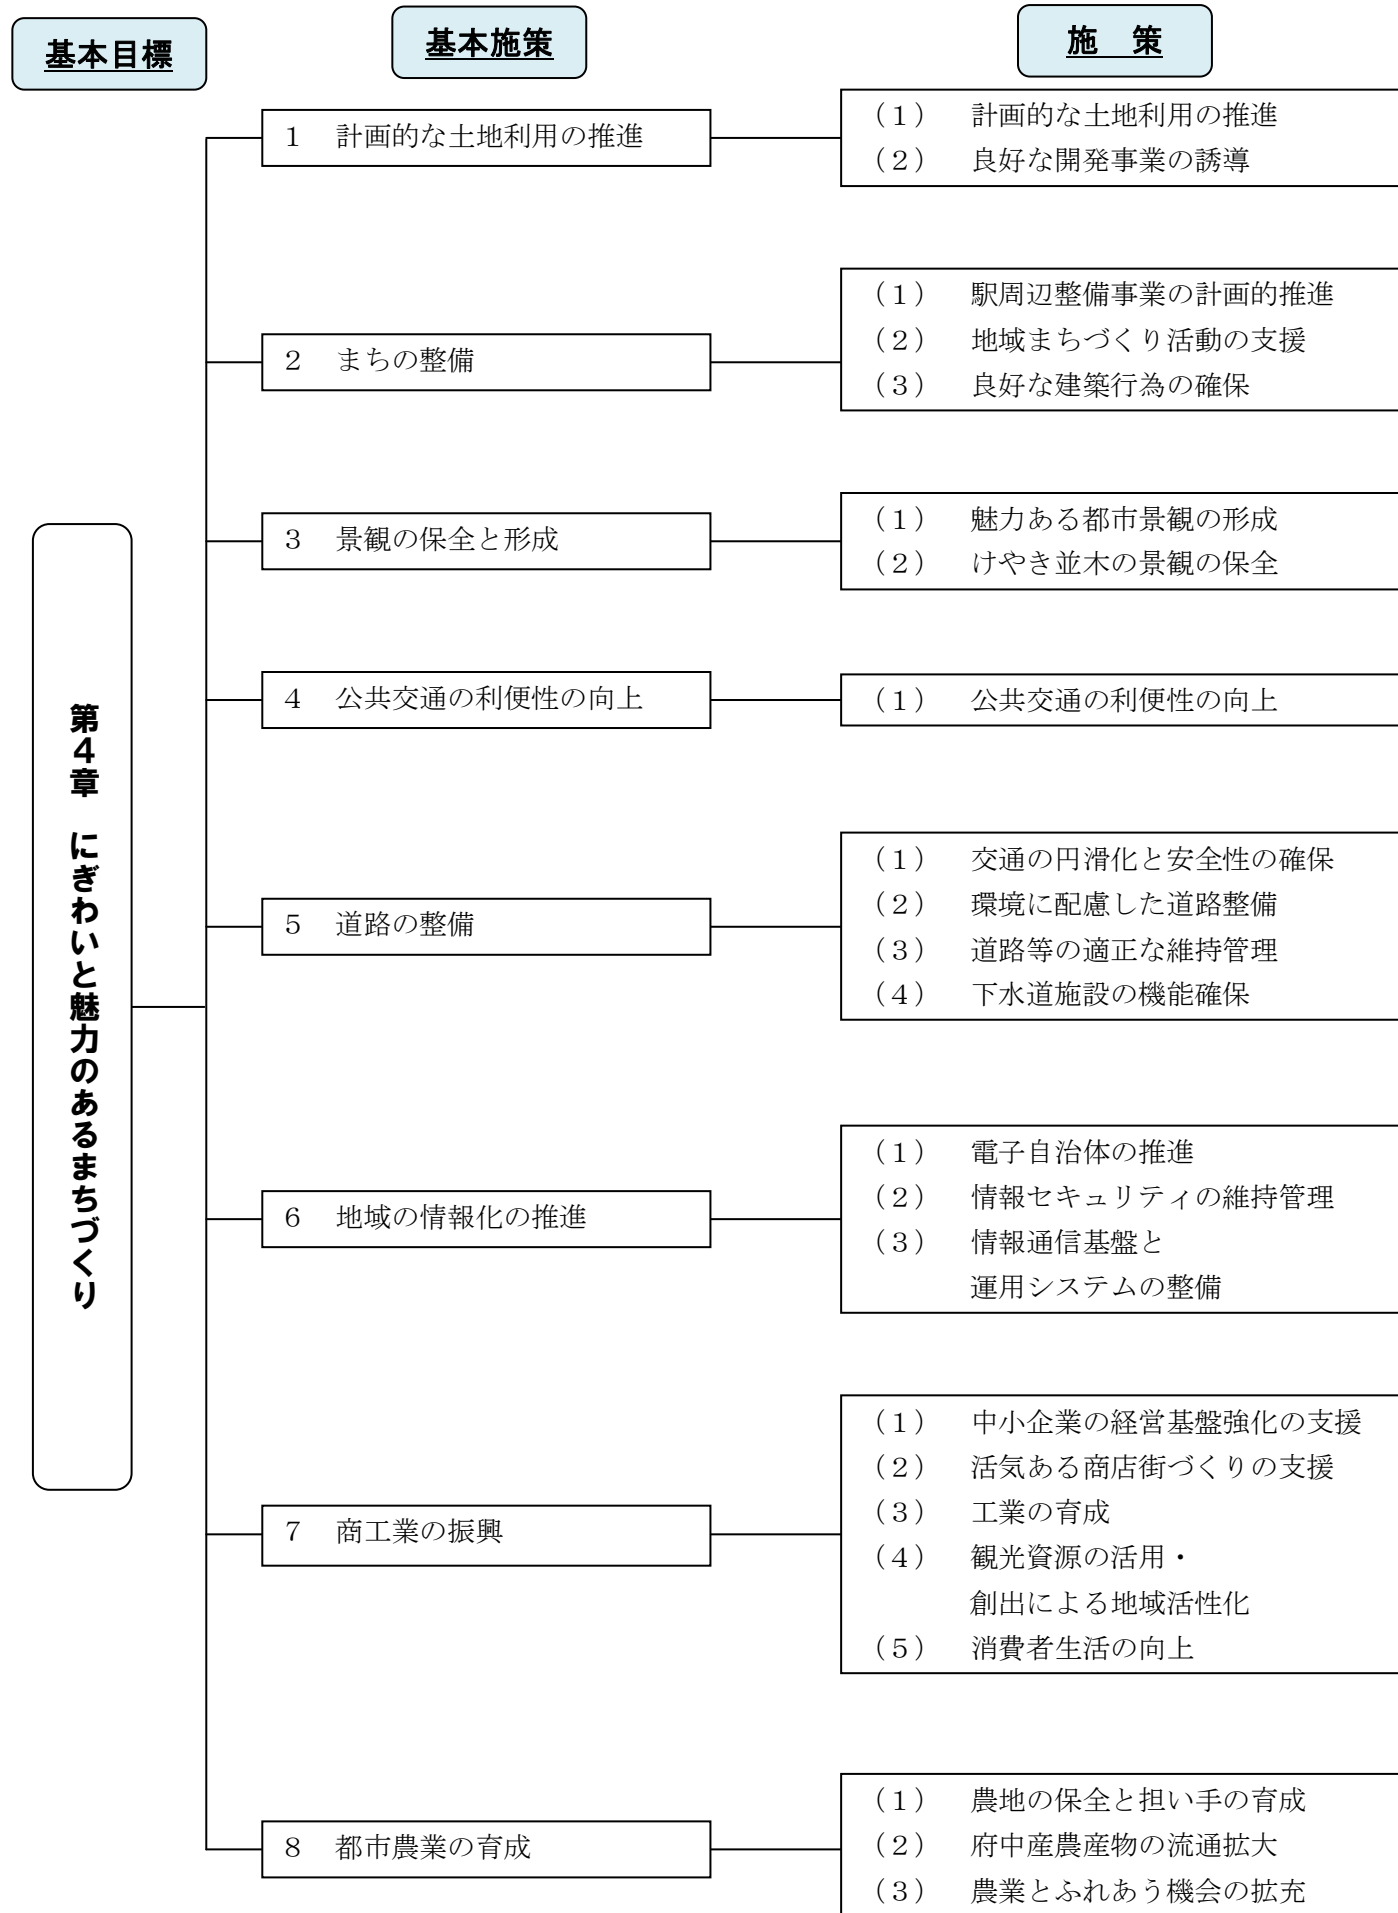 基本目標
基本施策
施　策
第４章　にぎわいと魅力のあるまちづくり
１　計画的な土地利用の推進
（１）　計画的な土地利用の推進
（２）　良好な開発事業の誘導
２　まちの整備
（１）　駅周辺整備事業の計画的推進
（２）　地域まちづくり活動の支援
（３）　良好な建築行為の確保
３　景観の保全と形成
（１）　魅力ある都市景観の形成
（２）　けやき並木の景観の保全
４　公共交通の利便性の向上
（１）　公共交通の利便性の向上
５　道路の整備
（１）　交通の円滑化と安全性の確保
（２）　環境に配慮した道路整備
（３）　道路等の適正な維持管理
（４）　下水道施設の機能確保
６　地域の情報化の推進
（１）　電子自治体の推進
（２）　情報セキュリティの維持管理
（３）　情報通信基盤と
運用システムの整備
７　商工業の振興
（１）　中小企業の経営基盤強化の支援
（２）　活気ある商店街づくりの支援
（３）　工業の育成
（４）　観光資源の活用・
創出による地域活性化
（５）　消費者生活の向上
８　都市農業の育成
（１）　農地の保全と担い手の育成
（２）　府中産農産物の流通拡大
（３）　農業とふれあう機会の拡充